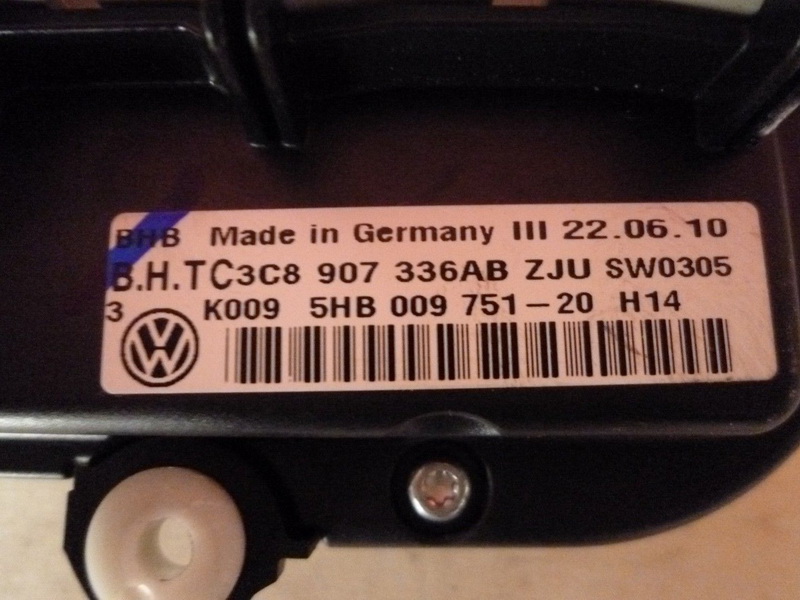 BHB Made in Germany III 22.06.10
B.H.TC3C8 907 336AB ZJU SW0305
3 K009 5HB 009 751-20 H14